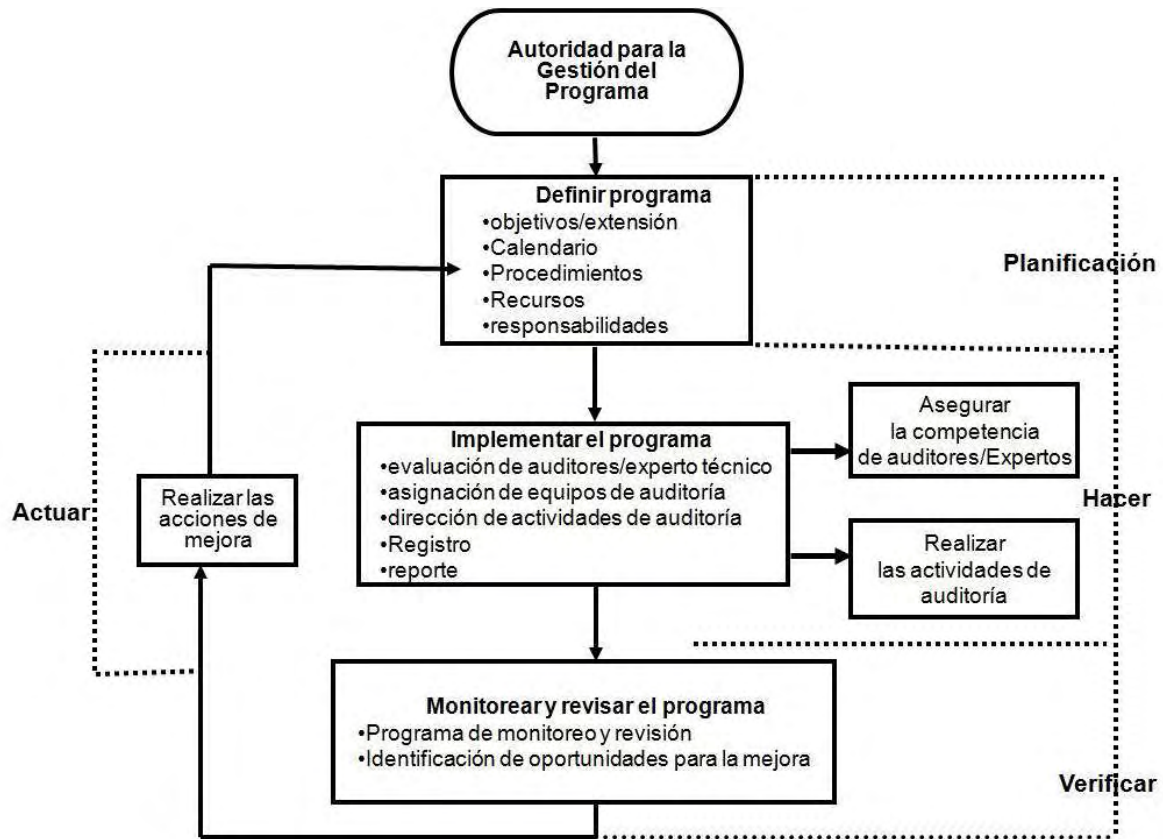 Autoridad para la
Gestión del
Programa
Definir programa
•objetivos/extensión
•Calendario
•Procedimientos
•Recursos
•responsabilidades
Planificación
Implementar el programa
•evaluación de auditores/experto técnico
•asignación de equipos de auditoría
•dirección de actividades de auditoría
•Registro
•reporte
Asegurar
la competencia
de auditores/Expertos
Hacer
Realizar
las actividades de
auditoría
Actuar
Realizar las
acciones de
mejora
Monitorear y revisar el programa
•Programa de monitoreo y revisión
•Identificación de oportunidades para la mejora
Verificar